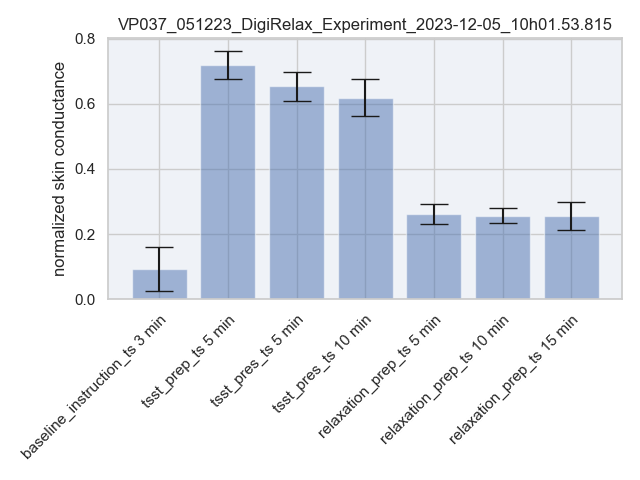 VP037_051223_DigiRelax_Experiment_2023-12-05_10h01.53.815
normalized skin conductance
0.8
0.6
0.4
0.2
0.0
baseline_instruction_ts 3 min
tsst_prep_ts 5 min
tsst_pres_ts 5 min
tsst_pres_ts 10 min
relaxation_prep_ts 5 min
relaxation_prep_ts 10 min
relaxation_prep_ts 15 min